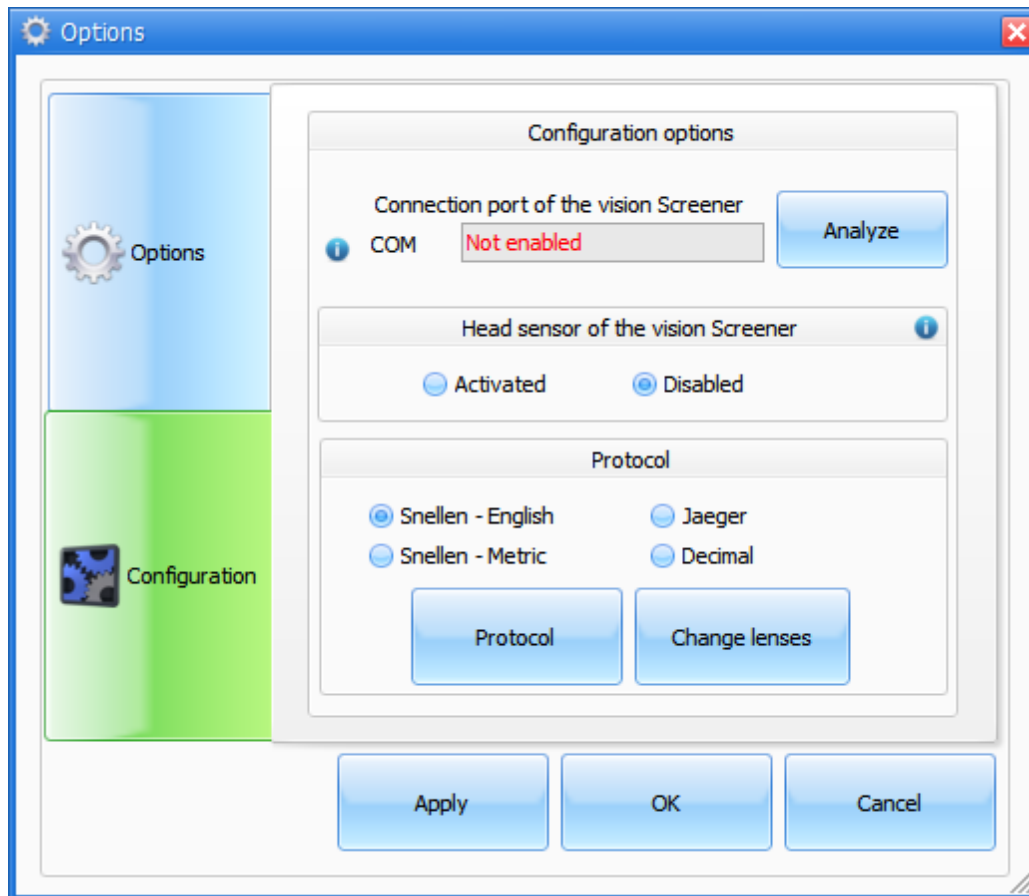 Options
Configuration options
Connection port of the vision Screener
COM Not enabled
Analyze
Options
Head sensor of the vision Screener
Activated Disabled
Protocol
Snellen - English Jaeger
Snellen - Metric Decimal
Configuration
Protocol Change lenses
Apply OK Cancel